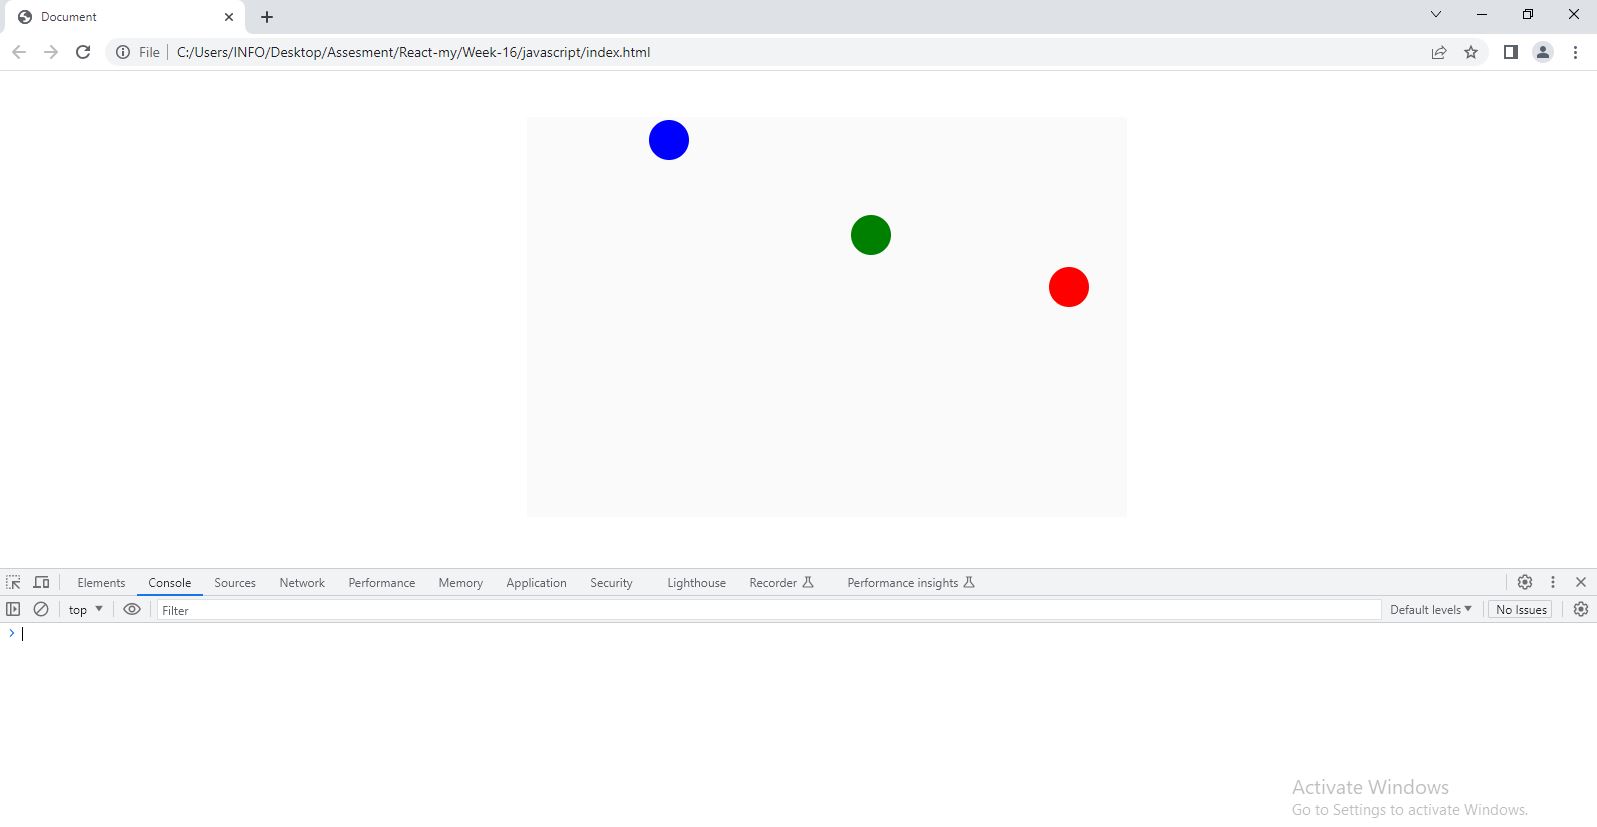 Document
File C:/Users/INFO/Desktop/Assesment/React-my/Week-16/javascript/index.html
Elements Console Sources Network Performance Memory Application Security Lighthouse Recorder Performance insights
top Filter Default levels No Issues
Activate Windows
Go to Settings to activate Windows.